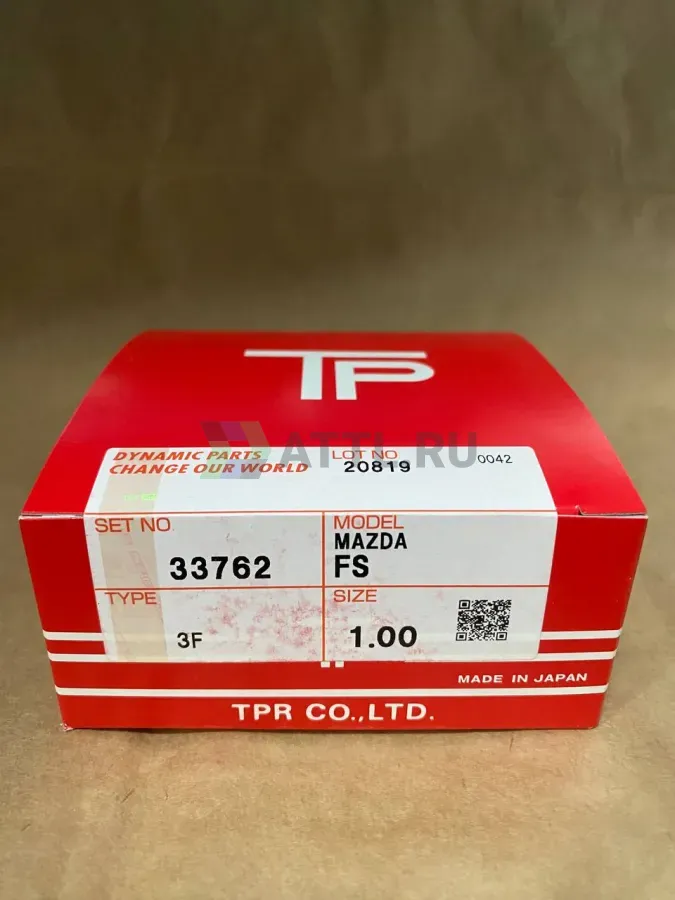 TP
ATTI.RU
DYNAMIC PARTS
CHANGE OUR WORLD
LOT NO
20819
0042
SET NO.
33762
MODEL
MAZDA
FS
TYPE
3F
SIZE
1.00
MADE IN JAPAN
TPR CO.,LTD.